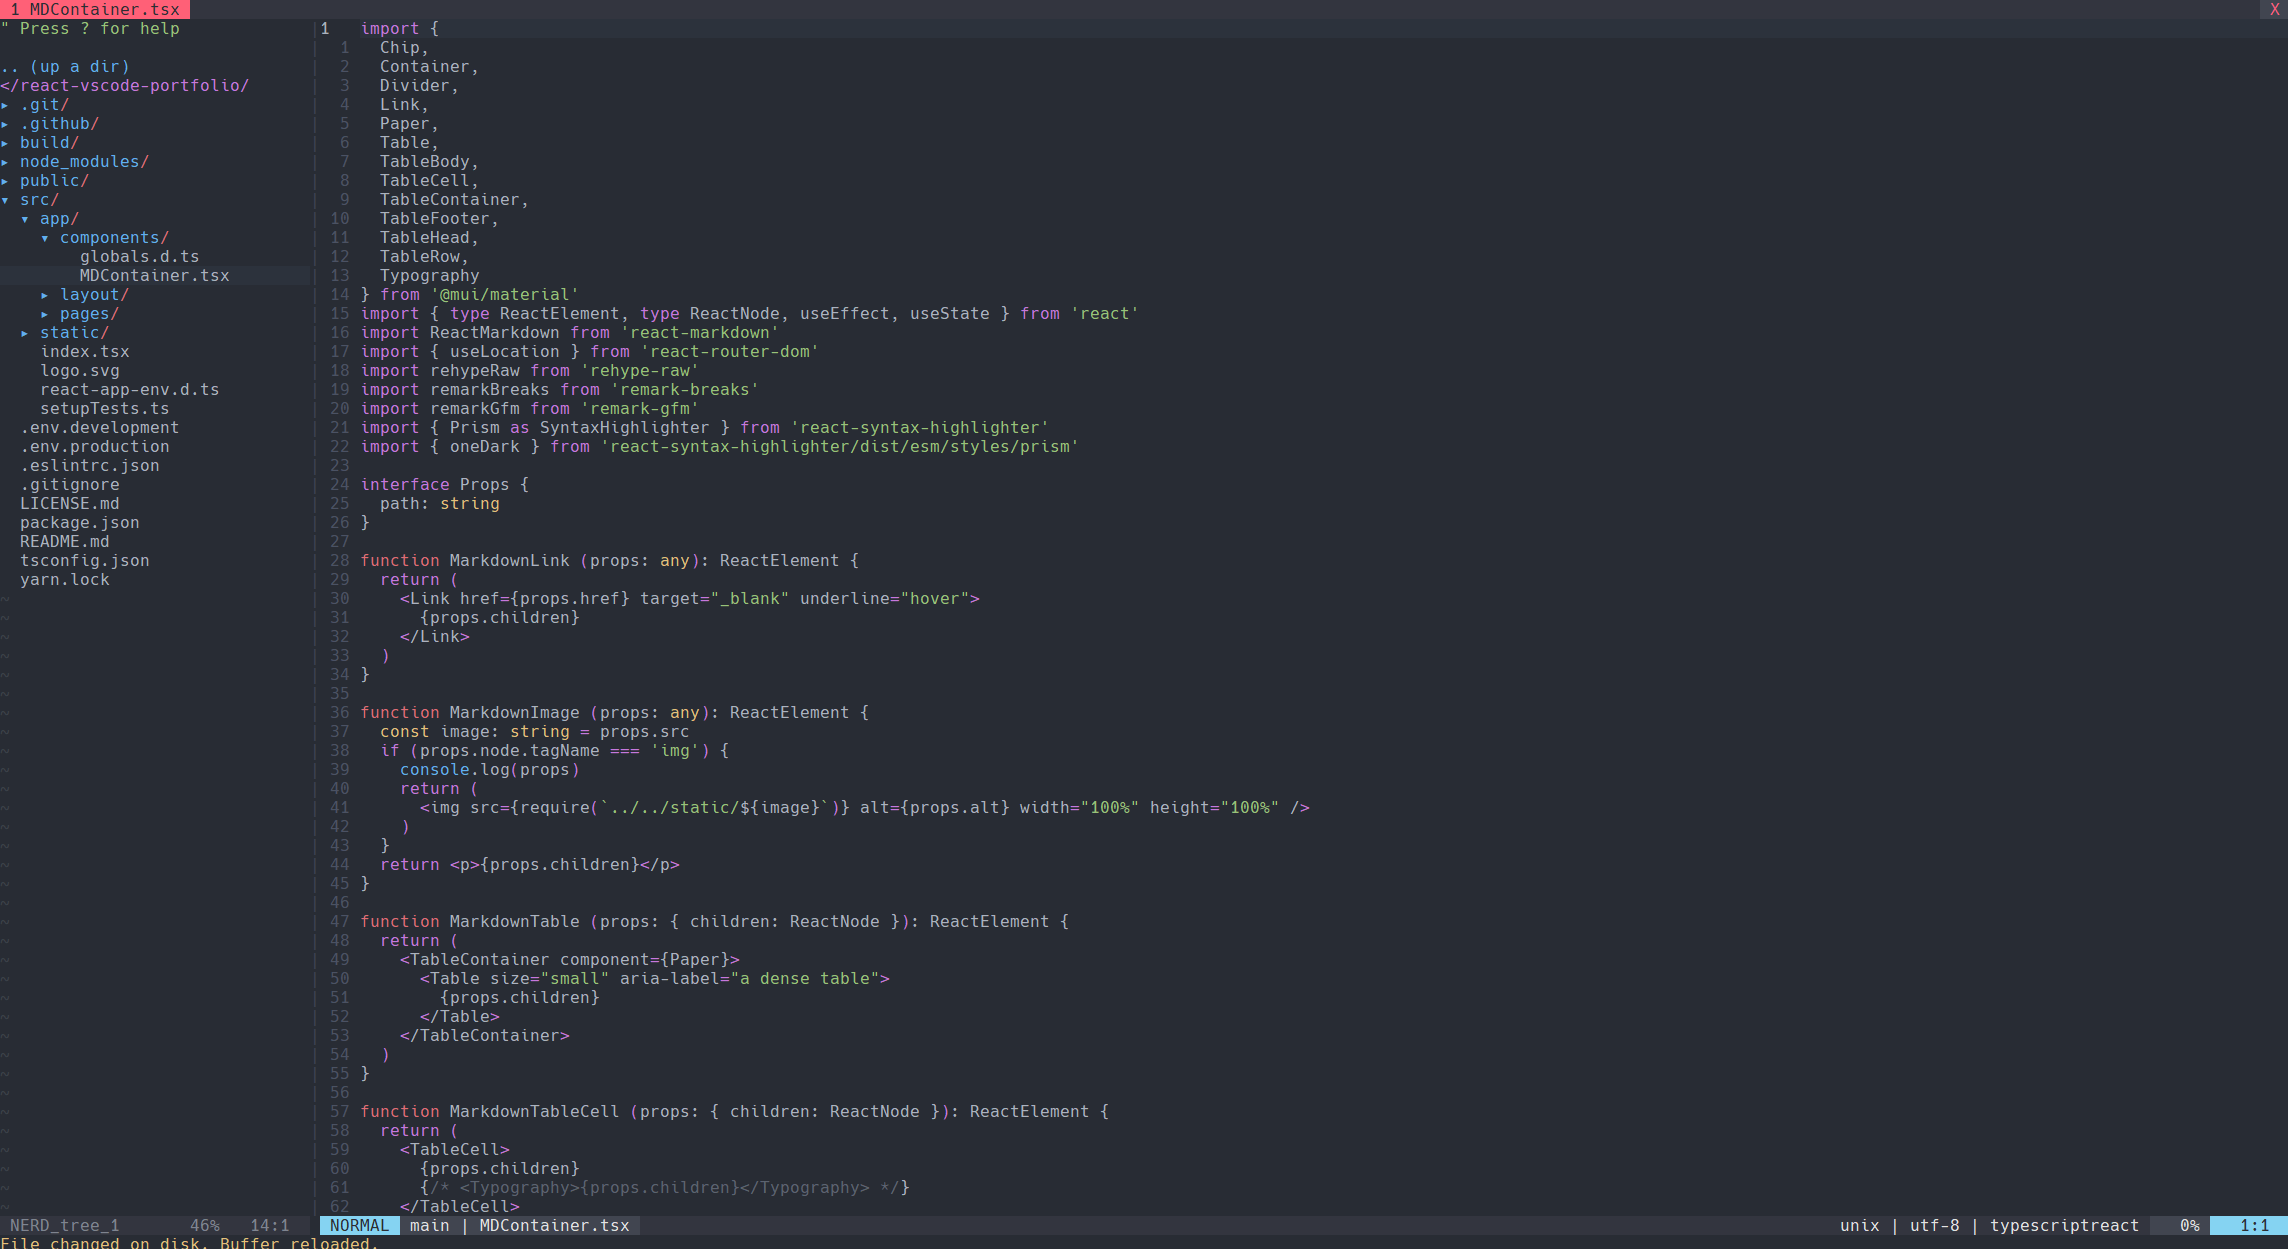 1 MDContainer.tsx X
" Press ? for help
.. (up a dir)
</react-vscode-portfolio/
▸ .git/
▸ .github/
▸ build/
▸ node_modules/
▸ public/
▾ src/
▾ app/
▾ components/
globals.d.ts
MDContainer.tsx
▸ layout/
▸ pages/
▸ static/
index.tsx
logo.svg
react-app-env.d.ts
setupTests.ts
.env.development
.env.production
.eslintrc.json
.gitignore
LICENSE.md
package.json
README.md
tsconfig.json
yarn.lock
1 import {
1 Chip,
2 Container,
3 Divider,
4 Link,
5 Paper,
6 Table,
7 TableBody,
8 TableCell,
9 TableContainer,
10 TableFooter,
11 TableHead,
12 TableRow,
13 Typography
14 } from '@mui/material'
15 import { type ReactElement, type ReactNode, useEffect, useState } from 'react'
16 import ReactMarkdown from 'react-markdown'
17 import { useLocation } from 'react-router-dom'
18 import rehypeRaw from 'rehype-raw'
19 import remarkBreaks from 'remark-breaks'
20 import remarkGfm from 'remark-gfm'
21 import { Prism as SyntaxHighlighter } from 'react-syntax-highlighter'
22 import { oneDark } from 'react-syntax-highlighter/dist/esm/styles/prism'
23
24 interface Props {
25 path: string
26 }
27
28 function MarkdownLink (props: any): ReactElement {
29 return (
30 <Link href={props.href} target="_blank" underline="hover">
31 {props.children}
32 </Link>
33 )
34 }
35
36 function MarkdownImage (props: any): ReactElement {
37 const image: string = props.src
38 if (props.node.tagName === 'img') {
39 console.log(props)
40 return (
41 <img src={require(`../../static/${image}`)} alt={props.alt} width="100%" height="100%" />
42 )
43 }
44 return <p>{props.children}</p>
45 }
46
47 function MarkdownTable (props: { children: ReactNode }): ReactElement {
48 return (
49 <TableContainer component={Paper}>
50 <Table size="small" aria-label="a dense table">
51 {props.children}
52 </Table>
53 </TableContainer>
54 )
55 }
56
57 function MarkdownTableCell (props: { children: ReactNode }): ReactElement {
58 return (
59 <TableCell>
60 {props.children}
61 {/* <Typography>{props.children}</Typography> */}
62 </TableCell>
NERD_tree_1 46% 14:1 NORMAL main | MDContainer.tsx unix | utf-8 | typescriptreact 0% 1:1
File changed on disk. Buffer reloaded.